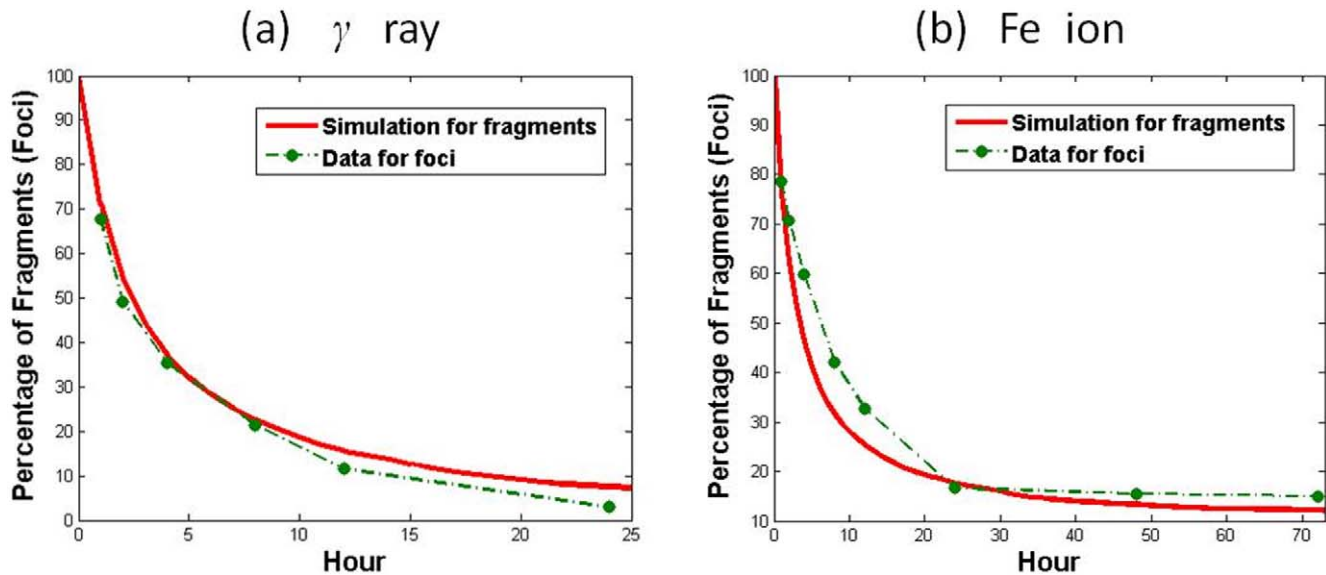 (a) γ ray
Percentage of Fragments (Foci)
100
90
80
70
60
50
40
30
20
10
0
Simulation for fragments
Data for foci
0 5 10 15 20 25
Hour
(b) Fe ion
Percentage of Fragments (Foci)
100
90
80
70
60
50
40
30
20
10
Simulation for fragments
Data for foci
0 10 20 30 40 50 60 70
Hour